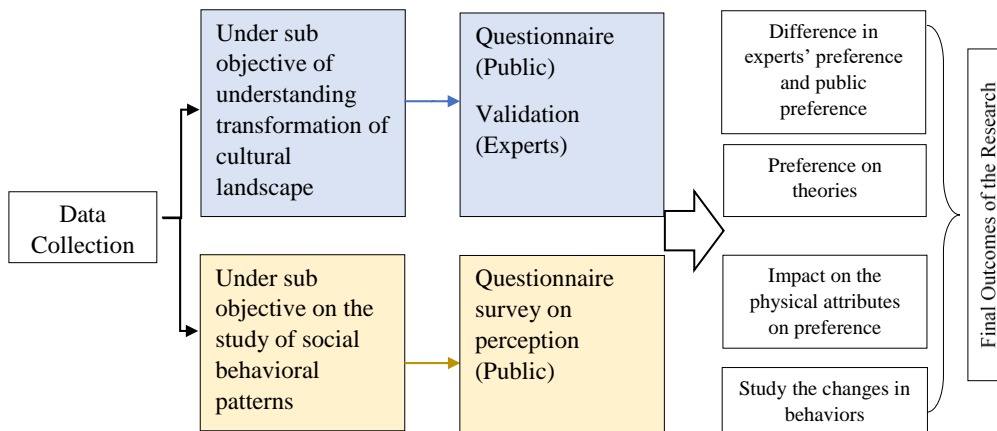 Data
Collection
Under sub
objective of
understanding
transformation of
cultural
landscape
Questionnaire
(Public)
Validation
(Experts)
Under sub
objective on the
study of social
behavioral
patterns
Questionnaire
survey on
perception
(Public)
Difference in
experts’ preference
and public
preference
Preference on
theories
Impact on the
physical attributes
on preference
Study the changes in
behaviors
Final Outcomes of the Research